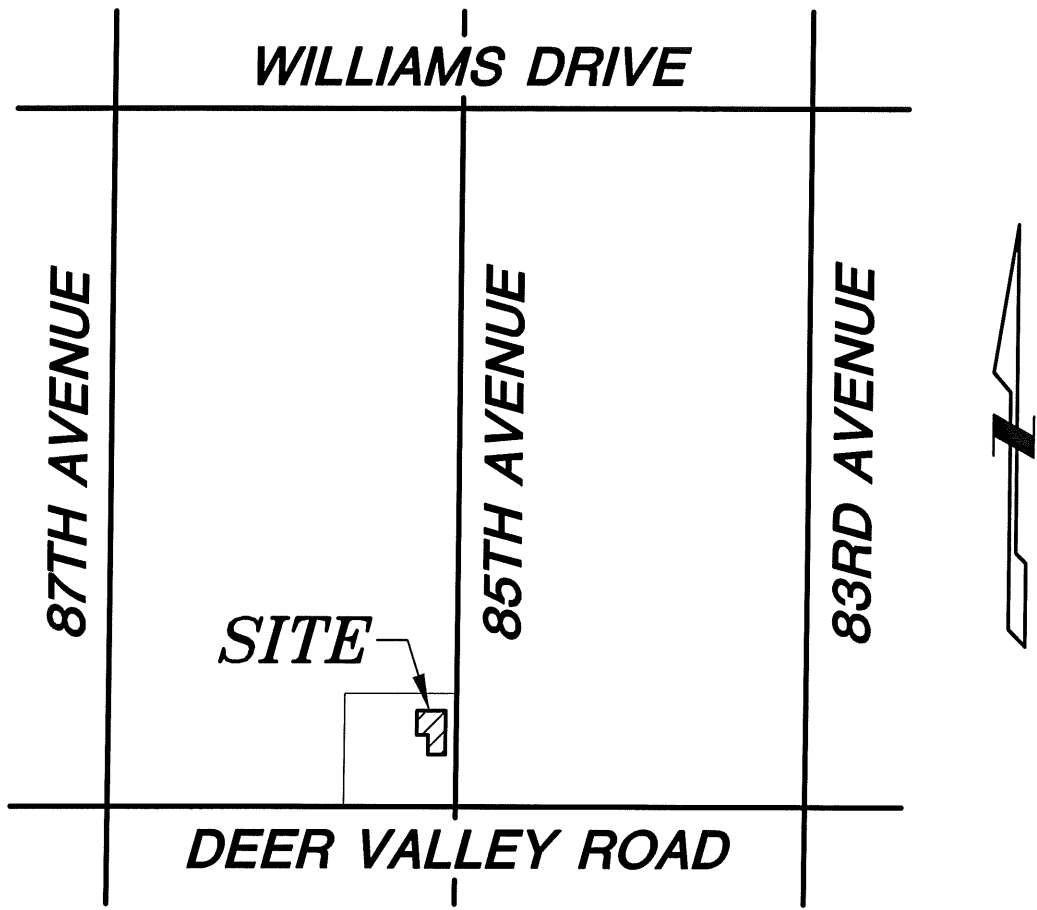 WILLIAMS DRIVE
87TH AVENUE
85TH AVENUE
83RD AVENUE
SITE
DEER VALLEY ROAD